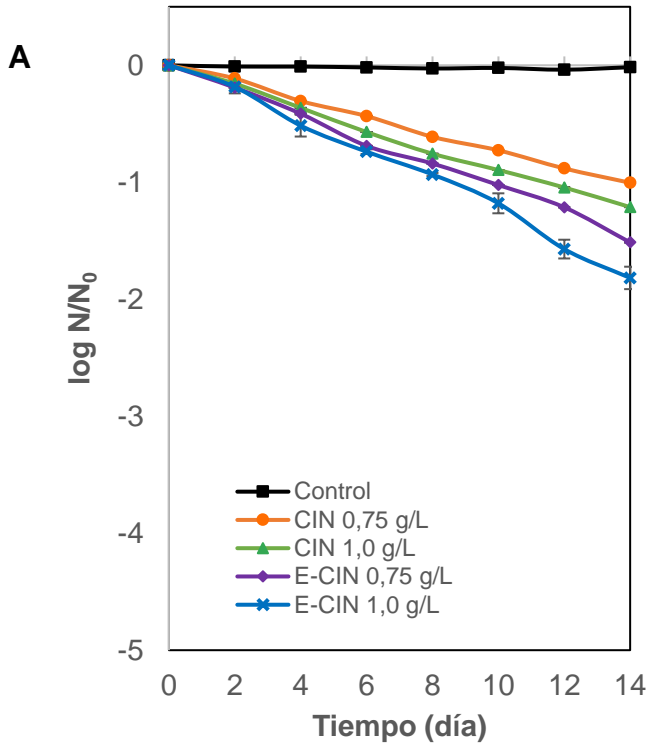 A
0
-1
-2
-3
-4
-5
log N/N₀
Control
CIN 0,75 g/L
CIN 1,0 g/L
E-CIN 0,75 g/L
E-CIN 1,0 g/L
0 2 4 6 8 10 12 14
Tiempo (día)